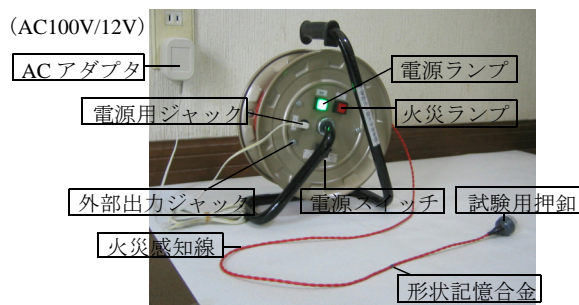 （AC100V/12V）
ACアダプタ
電源ランプ
電源用ジャック
火災ランプ
外部出力ジャック
電源スイッチ
試験用押釦
火災感知線
形状記憶合金